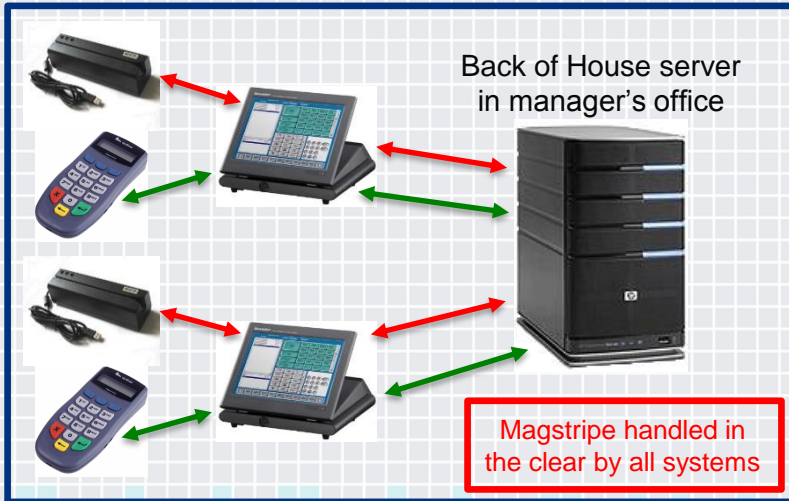 Back of House server
in manager's office
Magstripe handled in
the clear by all systems